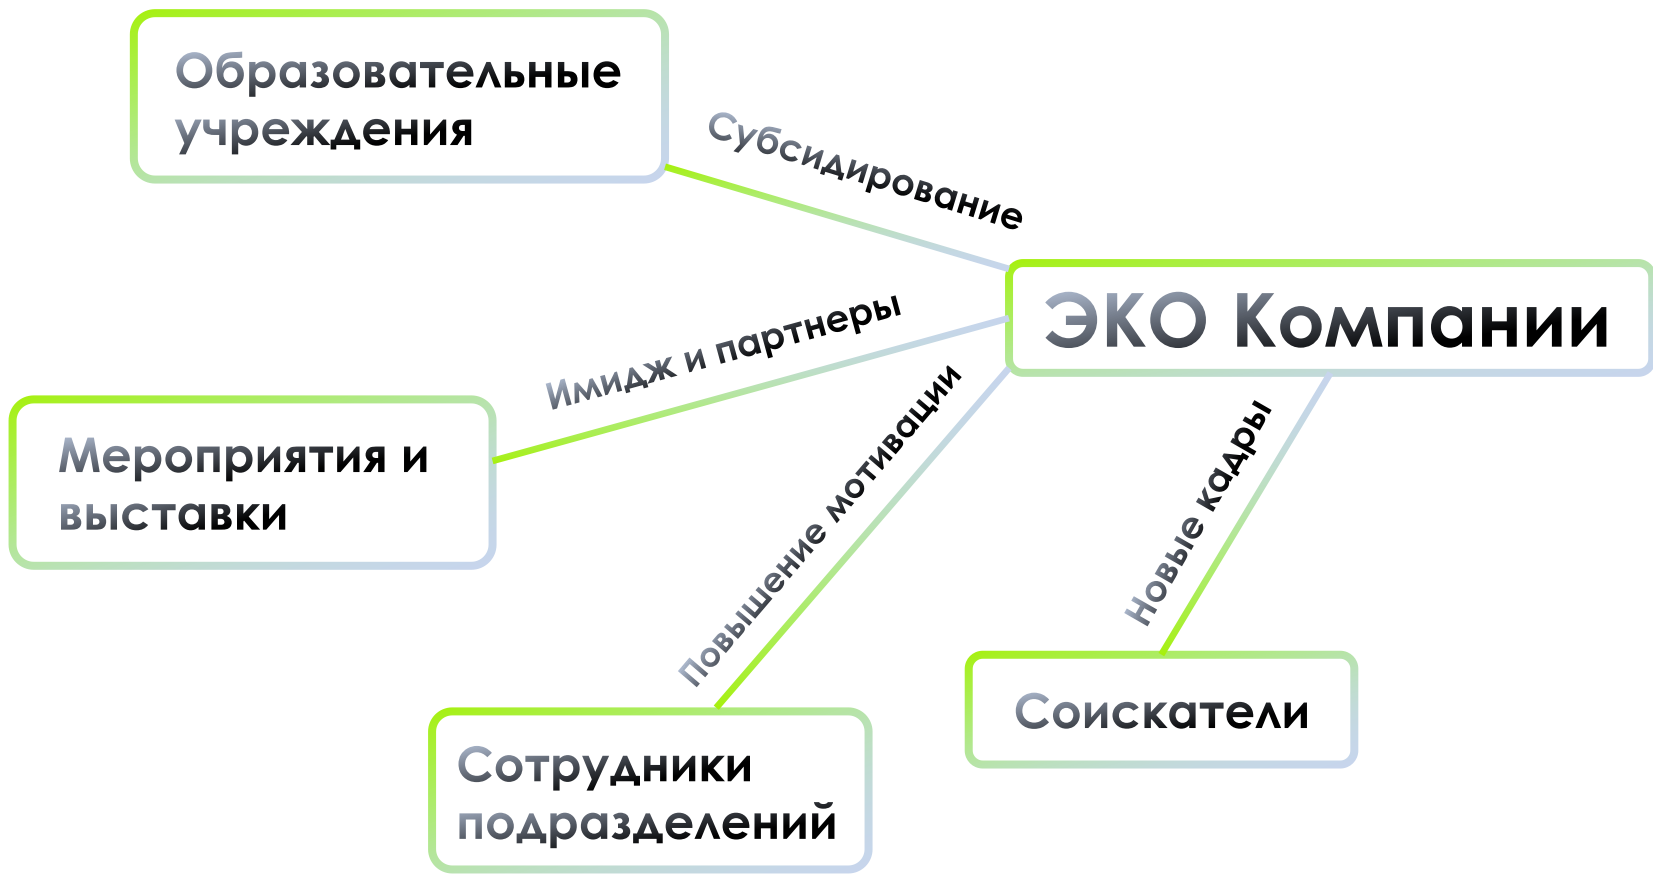 Образовательные
учреждения
Субсидирование
ЭКО Компании
Имидж и партнеры
Мероприятия и
выставки
Повышение мотивации
Новые кадры
Сотрудники
подразделений
Соискатели